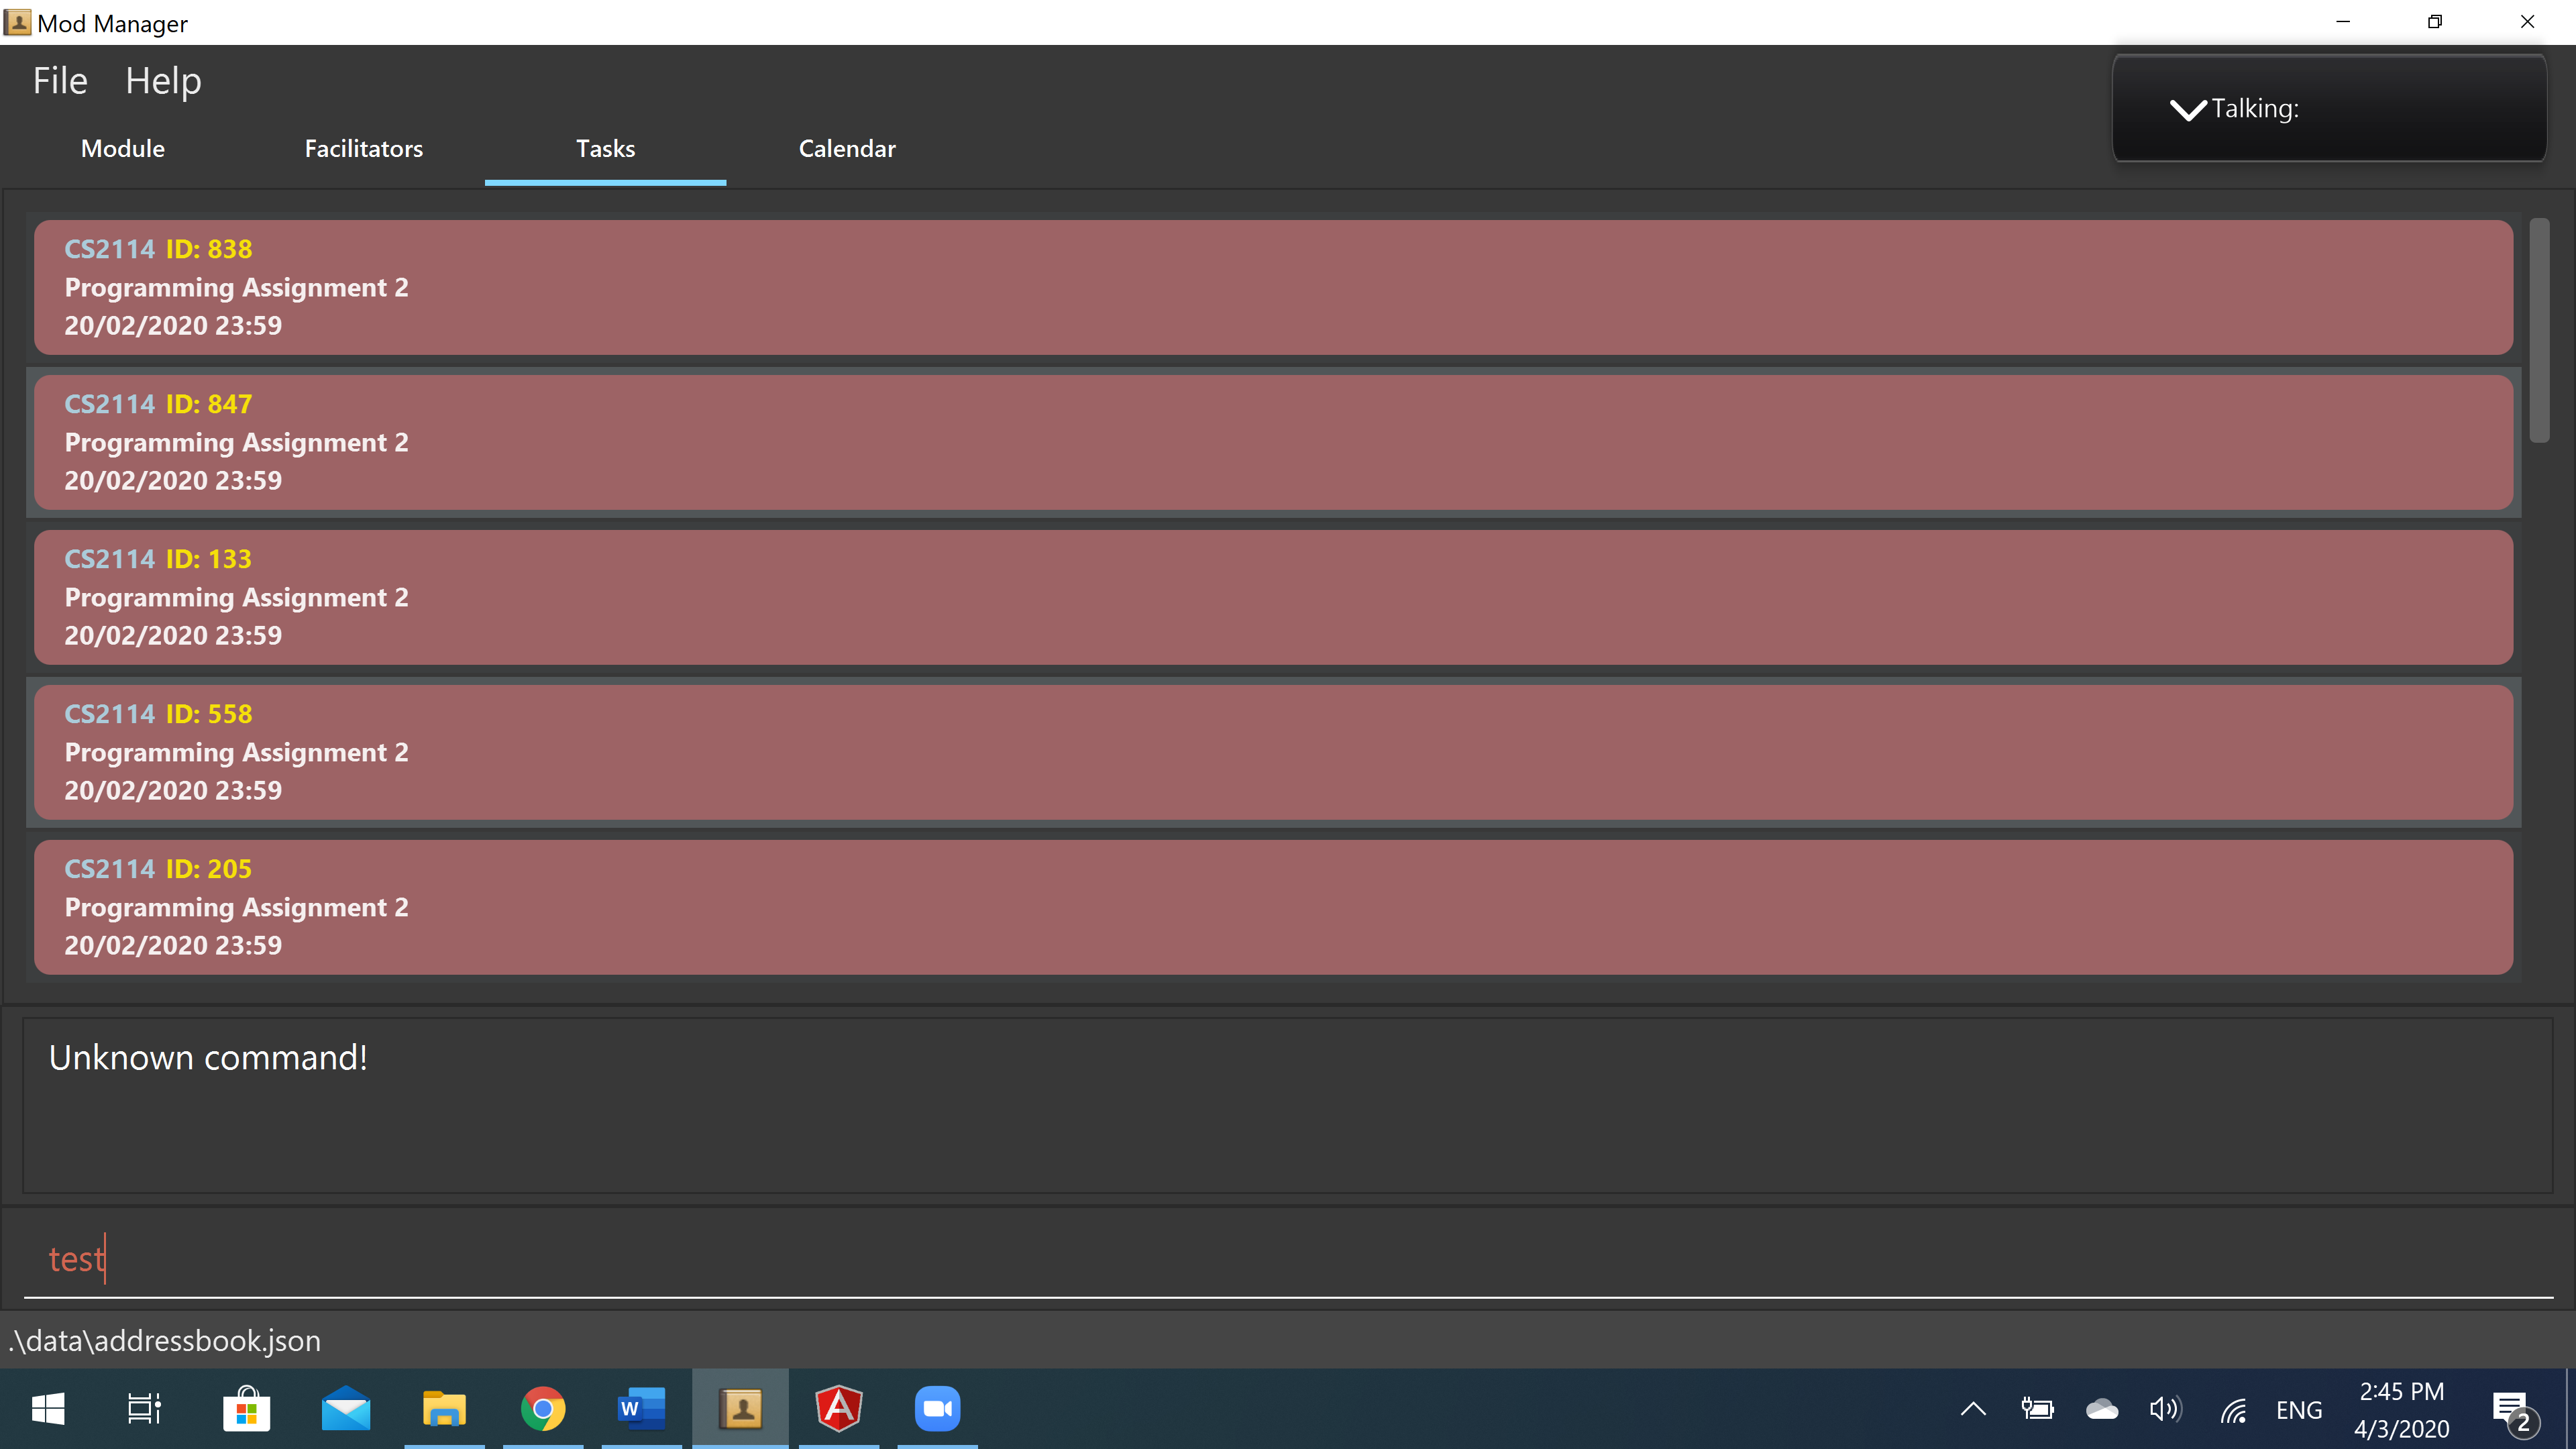 Mod Manager
File Help
Talking:
Module Facilitators Tasks Calendar
CS2114 ID: 838
Programming Assignment 2
20/02/2020 23:59
CS2114 ID: 847
Programming Assignment 2
20/02/2020 23:59
CS2114 ID: 133
Programming Assignment 2
20/02/2020 23:59
CS2114 ID: 558
Programming Assignment 2
20/02/2020 23:59
CS2114 ID: 205
Programming Assignment 2
20/02/2020 23:59
Unknown command!
test
.\data\addressbook.json
W
A
ENG
2:45 PM
4/3/2020
2